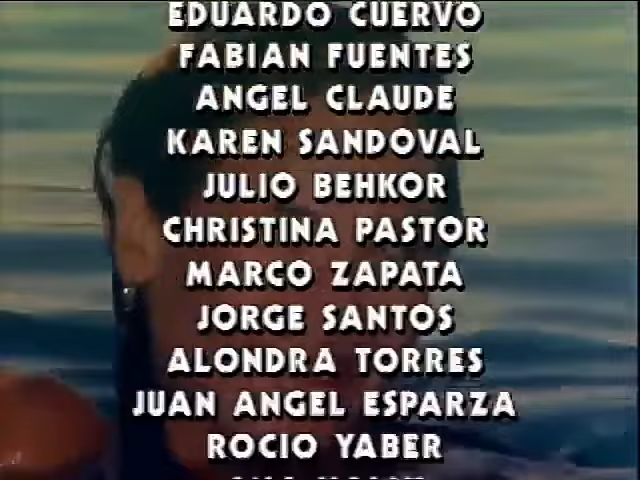 EDUARDO CUERVO
FABIAN FUENTES
ANGEL CLAUDE
KAREN SANDOVAL
JULIO BEHKOR
CHRISTINA PASTOR
MARCO ZAPATA
JORGE SANTOS
ALONDRA TORRES
JUAN ANGEL ESPARZA
ROCIO YABER